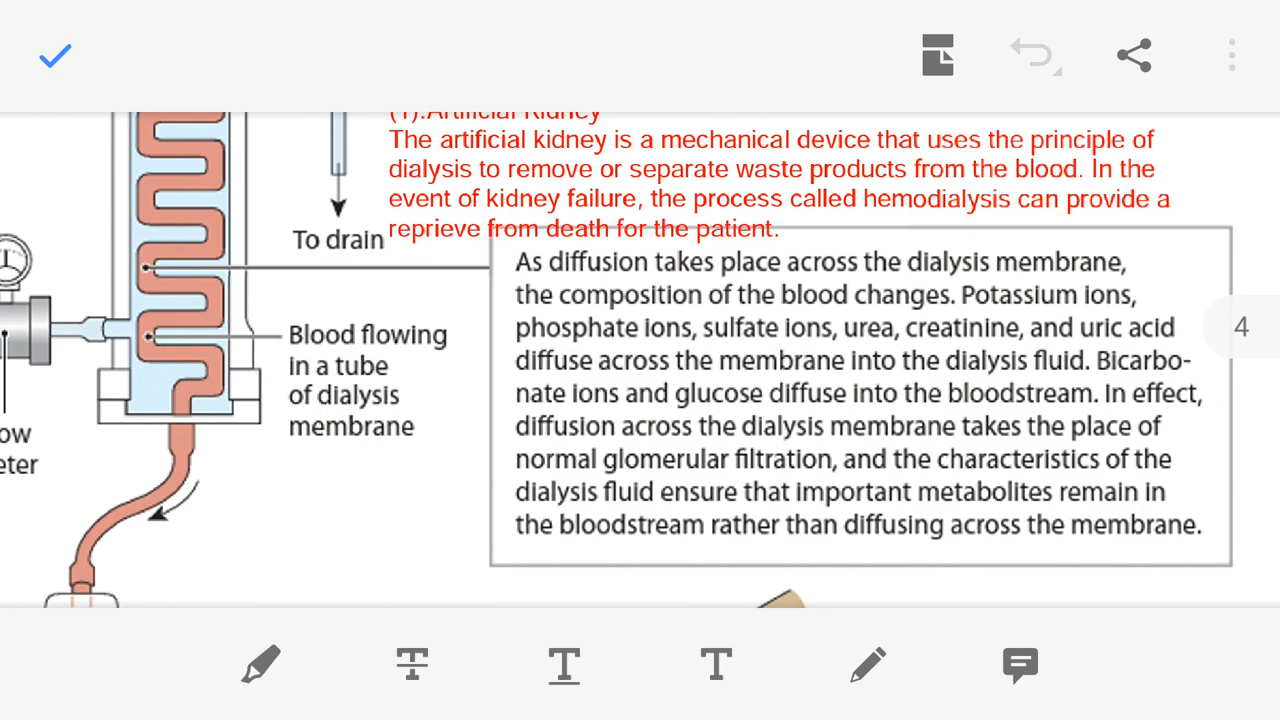 (1).Artificial Kidney
The artificial kidney is a mechanical device that uses the principle of
dialysis to remove or separate waste products from the blood. In the
event of kidney failure, the process called hemodialysis can provide a
reprieve from death for the patient.
To drain
As diffusion takes place across the dialysis membrane,
the composition of the blood changes. Potassium ions,
phosphate ions, sulfate ions, urea, creatinine, and uric acid
diffuse across the membrane into the dialysis fluid. Bicarbo-
nate ions and glucose diffuse into the bloodstream. In effect,
diffusion across the dialysis membrane takes the place of
normal glomerular filtration, and the characteristics of the
dialysis fluid ensure that important metabolites remain in
the bloodstream rather than diffusing across the membrane.
Blood flowing
in a tube
of dialysis
membrane
ow
eter
4
T
T